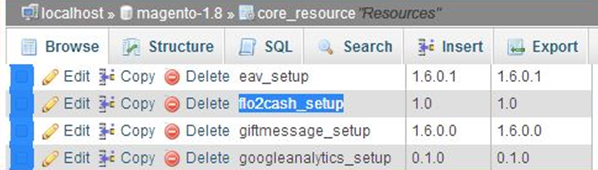 localhost » magento-1.8 » core_resource "Resources"
Browse Structure SQL Search Insert Export
Edit Copy Delete eav_setup 1.6.0.1 1.6.0.1
Edit Copy Delete flo2cash_setup 1.0 1.0
Edit Copy Delete giftmessage_setup 1.6.0.0 1.6.0.0
Edit Copy Delete googleanalytics_setup 0.1.0 0.1.0